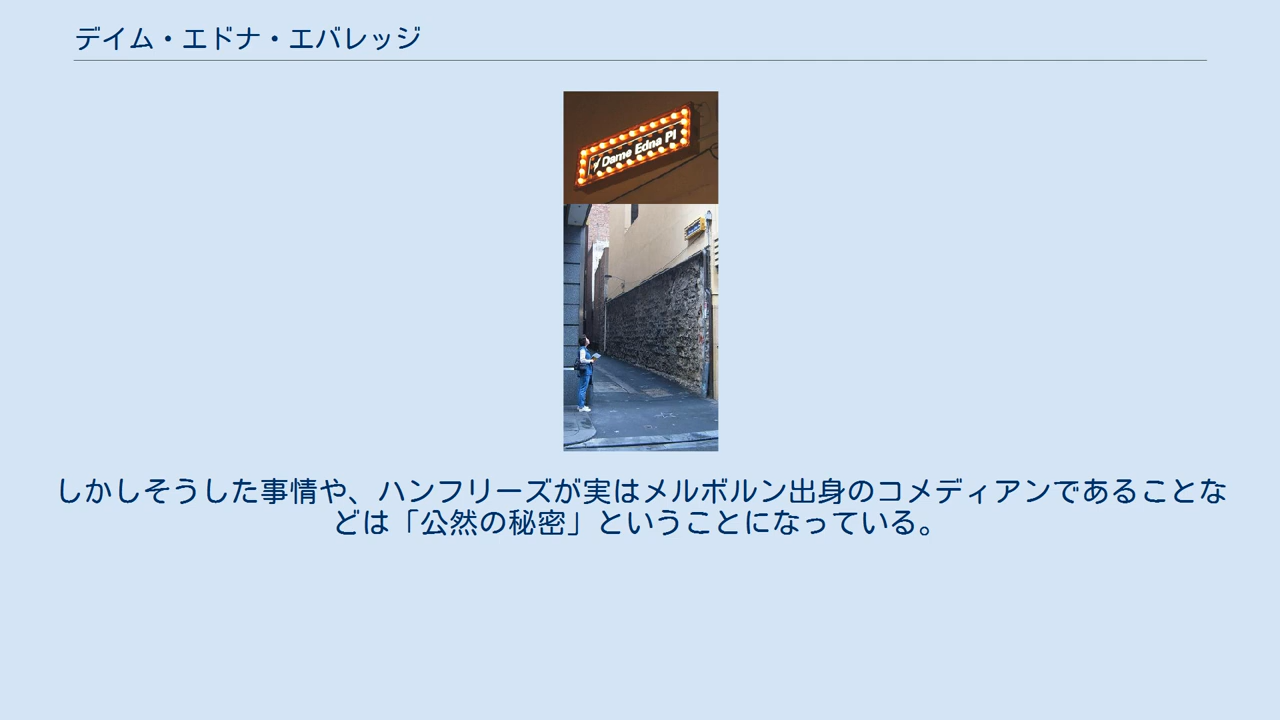 デイム・エドナ・エバレッジ
Dame Edna Pl
しかしそうした事情や、ハンフリーズが実はメルボルン出身のコメディアンであることな
どは「公然の秘密」ということになっている。